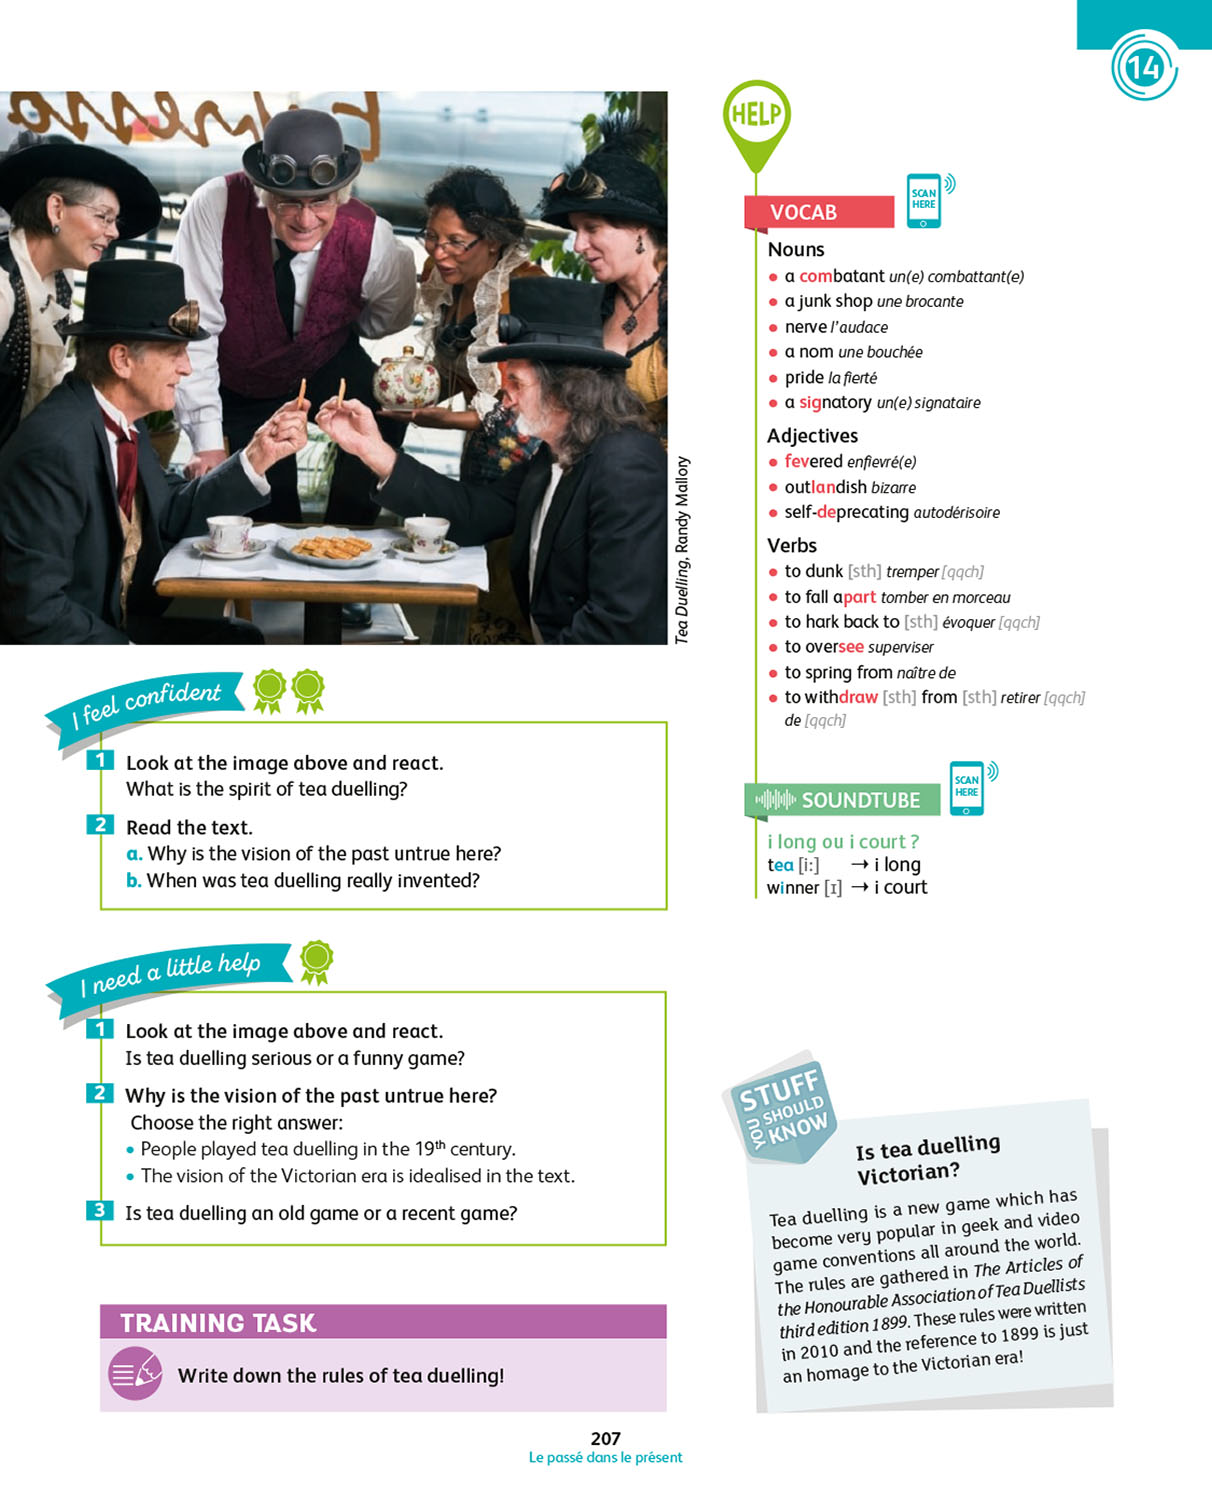 14
Espresso
Tea Duelling, Randy Mallory
HELP
VOCAB
SCAN
HERE
Nouns
• a combatant un(e) combattant(e)
• a junk shop une brocante
• nerve l'audace
• a nom une bouchée
• pride la fierté
• a signatory un(e) signataire
Adjectives
• fevered enfievré(e)
• outlandish bizarre
• self-deprecating autodérisoire
Verbs
• to dunk [sth] tremper [qqch]
• to fall apart tomber en morceau
• to hark back to [sth] évoquer [qqch]
• to oversee superviser
• to spring from naître de
• to withdraw [sth] from [sth] retirer [qqch]
de [qqch]
SOUNDTUBE
SCAN
HERE
i long ou i court ?
tea [i:] → i long
winner [ɪ] → i court
I feel confident
1 Look at the image above and react.
What is the spirit of tea duelling?
2 Read the text.
a. Why is the vision of the past untrue here?
b. When was tea duelling really invented?
I need a little help
1 Look at the image above and react.
Is tea duelling serious or a funny game?
2 Why is the vision of the past untrue here?
Choose the right answer:
• People played tea duelling in the 19th century.
• The vision of the Victorian era is idealised in the text.
3 Is tea duelling an old game or a recent game?
TRAINING TASK
Write down the rules of tea duelling!
STUFF
YOU SHOULD
KNOW
Is tea duelling
Victorian?
Tea duelling is a new game which has
become very popular in geek and video
game conventions all around the world.
The rules are gathered in The Articles of
the Honourable Association of Tea Duellists
third edition 1899. These rules were written
in 2010 and the reference to 1899 is just
an homage to the Victorian era!
207
Le passé dans le présent